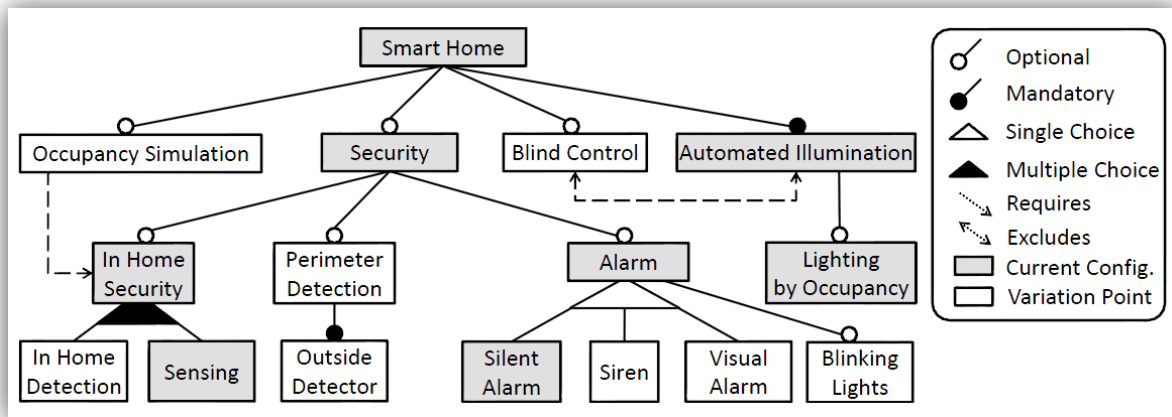 Smart Home
Occupancy Simulation
Security
Blind Control
Automated Illumination
In Home
Security
Perimeter
Detection
Alarm
Lighting
by Occupancy
In Home
Detection
Sensing
Outside
Detector
Silent
Alarm
Siren
Visual
Alarm
Blinking
Lights
Optional
Mandatory
Single Choice
Multiple Choice
Requires
Excludes
Current Config.
Variation Point